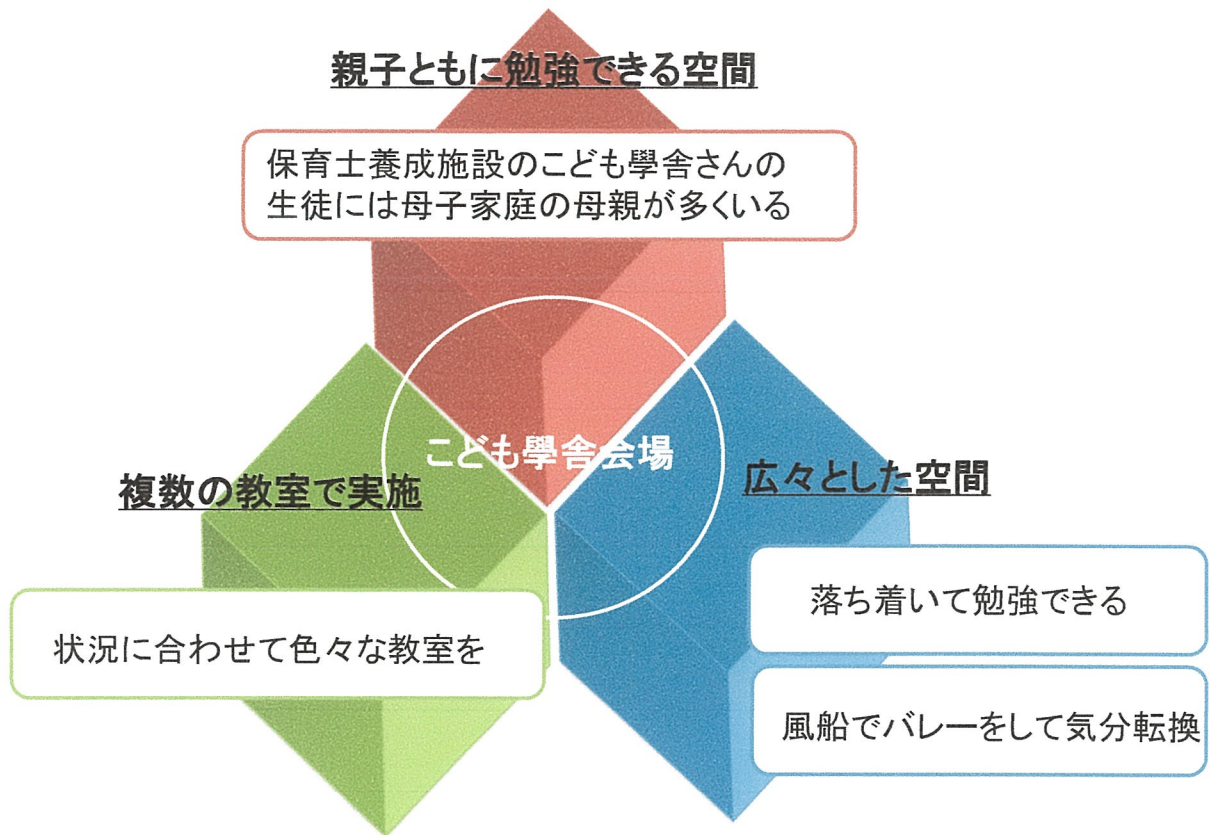 親子ともに勉強できる空間
保育士養成施設のこども學舎さんの
生徒には母子家庭の母親が多くいる
こども學舎会場
複数の教室で実施
状況に合わせて色々な教室を
広々とした空間
落ち着いて勉強できる
風船でバレーをして気分転換